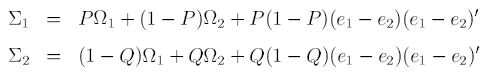 Σ₁ = PΩ₁ + (1 − P)Ω₂ + P(1 − P)(e₁ − e₂)(e₁ − e₂)′
Σ₂ = (1 − Q)Ω₁ + QΩ₂ + Q(1 − Q)(e₁ − e₂)(e₁ − e₂)′